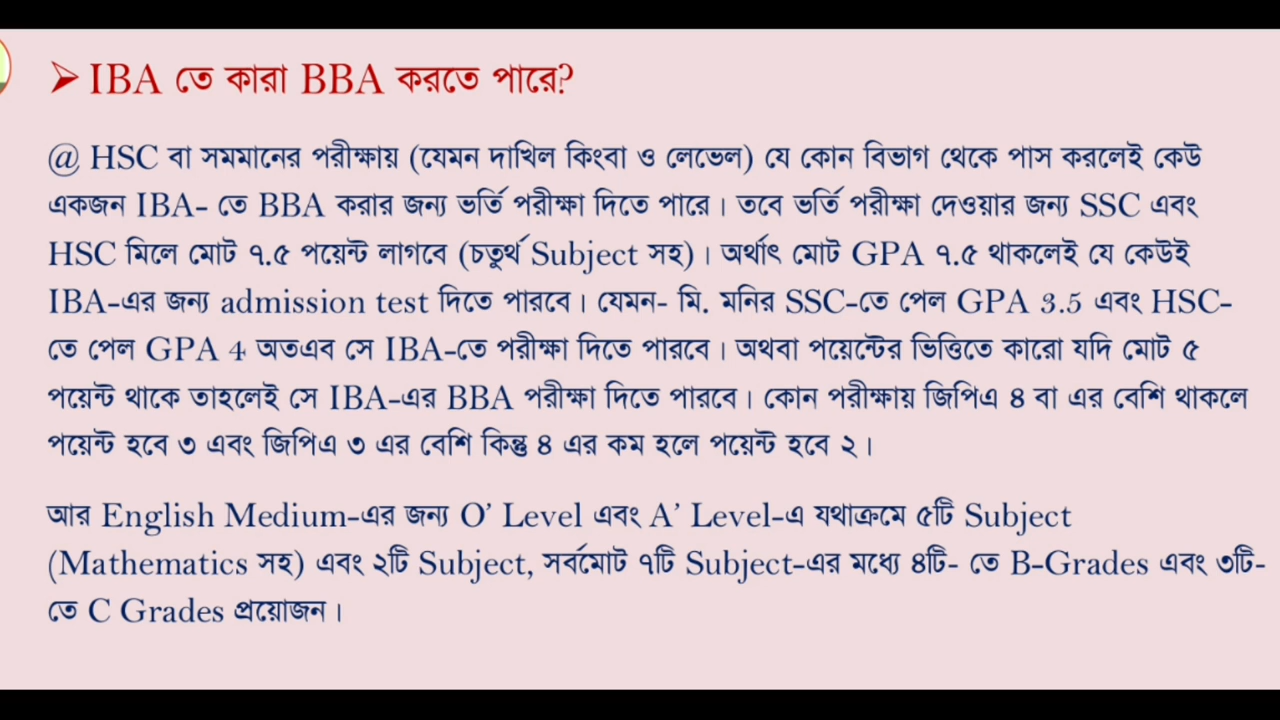 ➢ IBA তে কারা BBA করতে পারে?
@ HSC বা সমমানের পরীক্ষায় (যেমন দাখিল কিংবা ও লেভেল) যে কোন বিভাগ থেকে পাস করলেই কেউ
একজন IBA- তে BBA করার জন্য ভর্তি পরীক্ষা দিতে পারে। তবে ভর্তি পরীক্ষা দেওয়ার জন্য SSC এবং
HSC মিলে মোট ৭.৫ পয়েন্ট লাগবে (চতুর্থ Subject সহ)। অর্থাৎ মোট GPA ৭.৫ থাকলেই যে কেউই
IBA-এর জন্য admission test দিতে পারবে। যেমন- মি. মনির SSC-তে পেল GPA 3.5 এবং HSC-
তে পেল GPA 4 অতএব সে IBA-তে পরীক্ষা দিতে পারবে। অথবা পয়েন্টের ভিত্তিতে কারো যদি মোট ৫
পয়েন্ট থাকে তাহলেই সে IBA-এর BBA পরীক্ষা দিতে পারবে। কোন পরীক্ষায় জিপিএ ৪ বা এর বেশি থাকলে
পয়েন্ট হবে ৩ এবং জিপিএ ৩ এর বেশি কিন্তু ৪ এর কম হলে পয়েন্ট হবে ২।
আর English Medium-এর জন্য O’ Level এবং A’ Level-এ যথাক্রমে ৫টি Subject
(Mathematics সহ) এবং ২টি Subject, সর্বমোট ৭টি Subject-এর মধ্যে ৪টি- তে B-Grades এবং ৩টি-
তে C Grades প্রয়োজন।